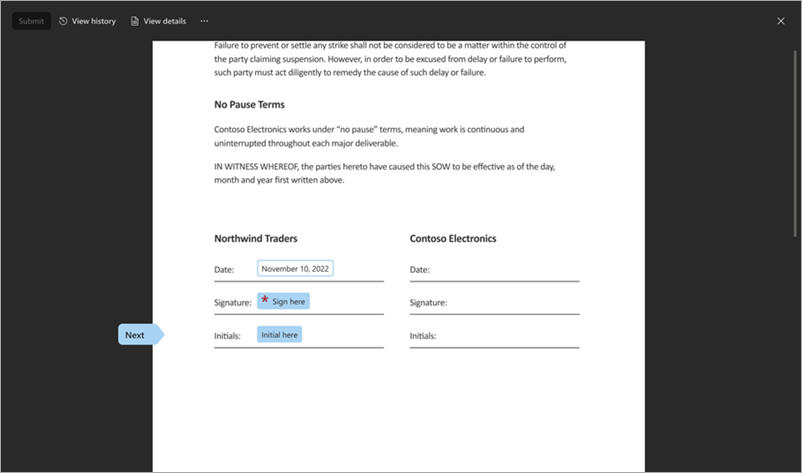 Submit View history View details ...
Failure to prevent or settle any strike shall not be considered to be a matter within the control of
the party claiming suspension. However, in order to be excused from delay or failure to perform,
such party must act diligently to remedy the cause of such delay or failure.
No Pause Terms
Contoso Electronics works under “no pause” terms, meaning work is continuous and
uninterrupted throughout each major deliverable.
IN WITNESS WHEREOF, the parties hereto have caused this SOW to be effective as of the day,
month and year first written above.
Northwind Traders
Date: November 10, 2022
Signature: * Sign here
Next
Initials: Initial here
Contoso Electronics
Date:
Signature:
Initials: